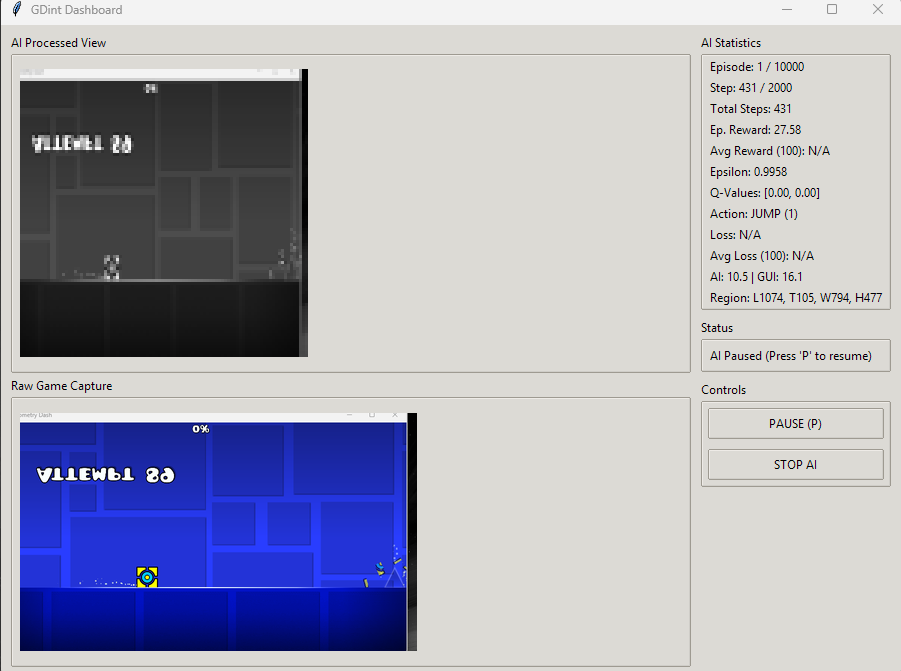 GDint Dashboard
AI Processed View
0%
ATTEMPT 89
Raw Game Capture
ometry Dash
0%
ATTEMPT 89
AI Statistics
Episode: 1 / 10000
Step: 431 / 2000
Total Steps: 431
Ep. Reward: 27.58
Avg Reward (100): N/A
Epsilon: 0.9958
Q-Values: [0.00, 0.00]
Action: JUMP (1)
Loss: N/A
Avg Loss (100): N/A
AI: 10.5 | GUI: 16.1
Region: L1074, T105, W794, H477
Status
AI Paused (Press 'P' to resume)
Controls
PAUSE (P)
STOP AI